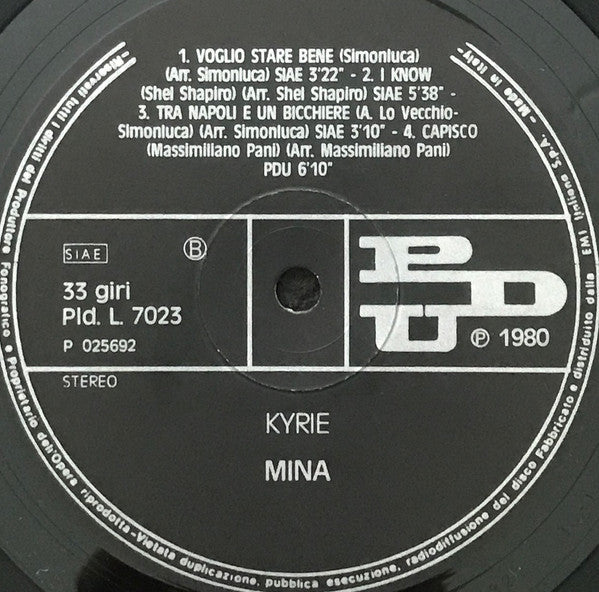 1. VOGLIO STARE BENE (Simonluca)
(Arr. Simonluca) SIAE 3'22" - 2. I KNOW
(Shel Shapiro) (Arr. Shel Shapiro) SIAE 5'38" -
3. TRA NAPOLI E UN BICCHIERE (A. Lo Vecchio-
Simonluca) (Arr. Simonluca) SIAE 3'10" - 4. CAPISCO
(Massimiliano Pani) (Arr. Massimiliano Pani)
PDU 6'10"
SIAE
B
33 giri
Pld. L. 7023
P 025692
STEREO
PDU
℗ 1980
KYRIE
MINA
-Riservati tutti i diritti del Produttore Fonografico e Proprietario dell'Opera riprodotta-Vietata duplicazione, pubblica esecuzione, radiodiffusione del disco Fabbricato e distribuito dalla EMI Italiana S.p.A. -Made in Italy-